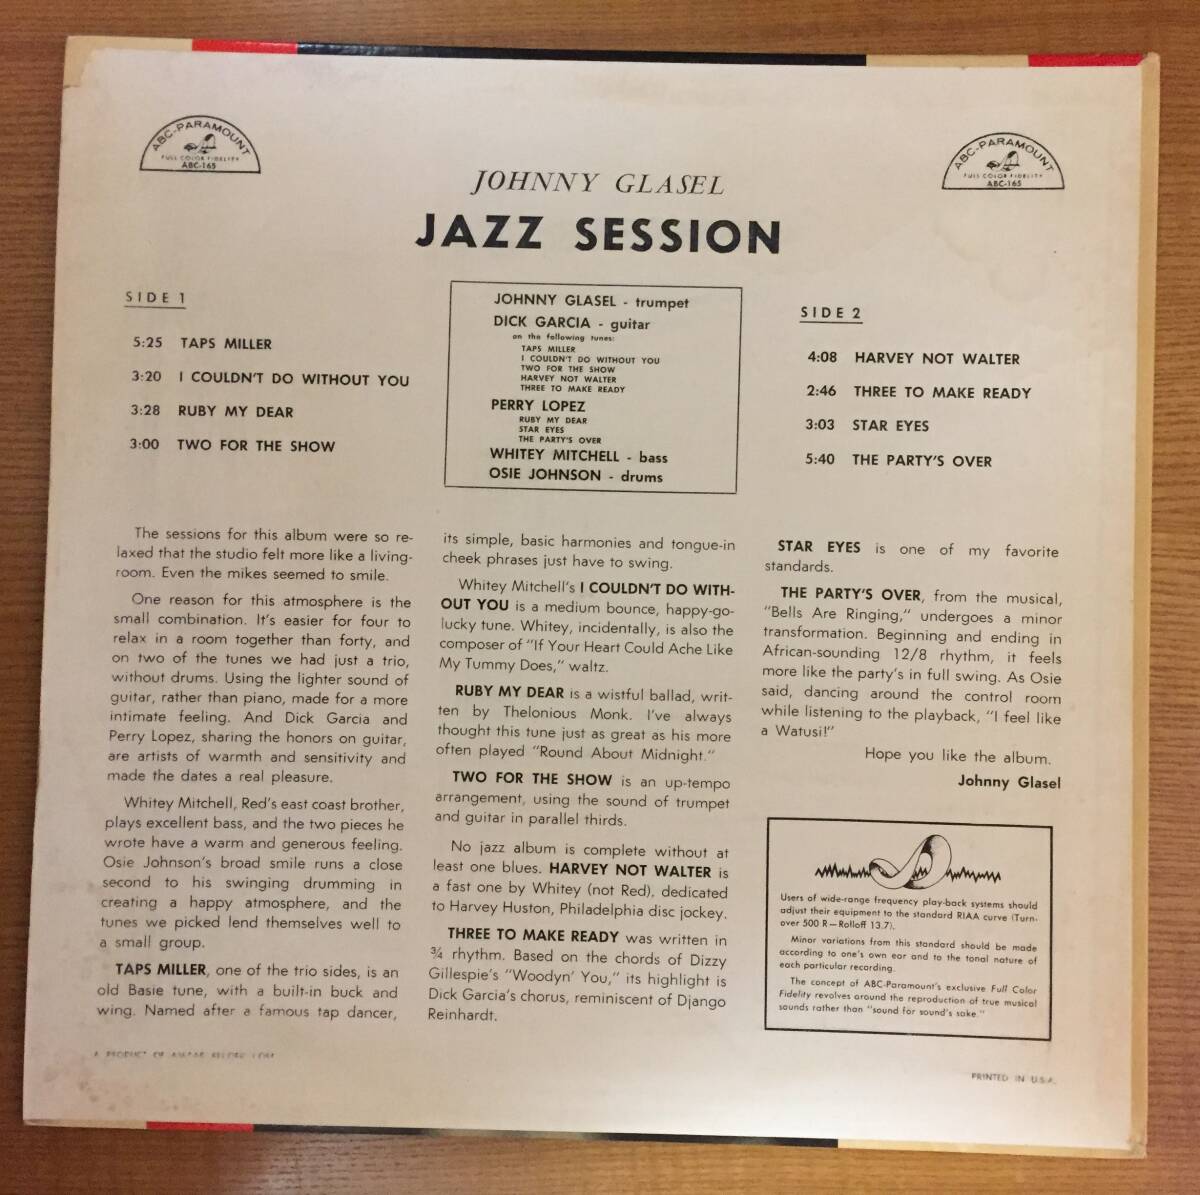 ABC-PARAMOUNT
FULL COLOR FIDELITY
ABC-165
ABC-PARAMOUNT
FULL COLOR FIDELITY
ABC-165
JOHNNY GLASEL
JAZZ SESSION
SIDE 1
5:25 TAPS MILLER
3:20 I COULDN'T DO WITHOUT YOU
3:28 RUBY MY DEAR
3:00 TWO FOR THE SHOW
JOHNNY GLASEL - trumpet
DICK GARCIA - guitar
on the following tunes:
TAPS MILLER
I COULDN'T DO WITHOUT YOU
TWO FOR THE SHOW
HARVEY NOT WALTER
THREE TO MAKE READY
PERRY LOPEZ
RUBY MY DEAR
STAR EYES
THE PARTY'S OVER
WHITEY MITCHELL - bass
OSIE JOHNSON - drums
SIDE 2
4:08 HARVEY NOT WALTER
2:46 THREE TO MAKE READY
3:03 STAR EYES
5:40 THE PARTY'S OVER
The sessions for this album were so re-
laxed that the studio felt more like a living-
room. Even the mikes seemed to smile.
One reason for this atmosphere is the
small combination. It's easier for four to
relax in a room together than forty, and
on two of the tunes we had just a trio,
without drums. Using the lighter sound of
guitar, rather than piano, made for a more
intimate feeling. And Dick Garcia and
Perry Lopez, sharing the honors on guitar,
are artists of warmth and sensitivity and
made the dates a real pleasure.
Whitey Mitchell, Red's east coast brother,
plays excellent bass, and the two pieces he
wrote have a warm and generous feeling.
Osie Johnson's broad smile runs a close
second to his swinging drumming in
creating a happy atmosphere, and the
tunes we picked lend themselves well to
a small group.
TAPS MILLER, one of the trio sides, is an
old Basie tune, with a built-in buck and
wing. Named after a famous tap dancer,
its simple, basic harmonies and tongue-in
cheek phrases just have to swing.
Whitey Mitchell's I COULDN'T DO WITH-
OUT YOU is a medium bounce, happy-go-
lucky tune. Whitey, incidentally, is also the
composer of "If Your Heart Could Ache Like
My Tummy Does," waltz.
RUBY MY DEAR is a wistful ballad, writ-
ten by Thelonious Monk. I've always
thought this tune just as great as his more
often played "Round About Midnight."
TWO FOR THE SHOW is an up-tempo
arrangement, using the sound of trumpet
and guitar in parallel thirds.
No jazz album is complete without at
least one blues. HARVEY NOT WALTER is
a fast one by Whitey (not Red), dedicated
to Harvey Huston, Philadelphia disc jockey.
THREE TO MAKE READY was written in
¾ rhythm. Based on the chords of Dizzy
Gillespie's "Woodyn' You," its highlight is
Dick Garcia's chorus, reminiscent of Django
Reinhardt.
STAR EYES is one of my favorite
standards.
THE PARTY'S OVER, from the musical,
"Bells Are Ringing," undergoes a minor
transformation. Beginning and ending in
African-sounding 12/8 rhythm, it feels
more like the party's in full swing. As Osie
said, dancing around the control room
while listening to the playback, "I feel like
a Watusi!"
Hope you like the album.
Johnny Glasel
Users of wide-range frequency play-back systems should
adjust their equipment to the standard RIAA curve (Turn-
over 500 R—Rolloff 13.7).
Minor variations from this standard should be made
according to one's own ear and to the tonal nature of
each particular recording.
The concept of ABC-Paramount's exclusive Full Color
Fidelity revolves around the reproduction of true musical
sounds rather than "sound for sound's sake."
A PRODUCT OF
PRINTED IN U.S.A.